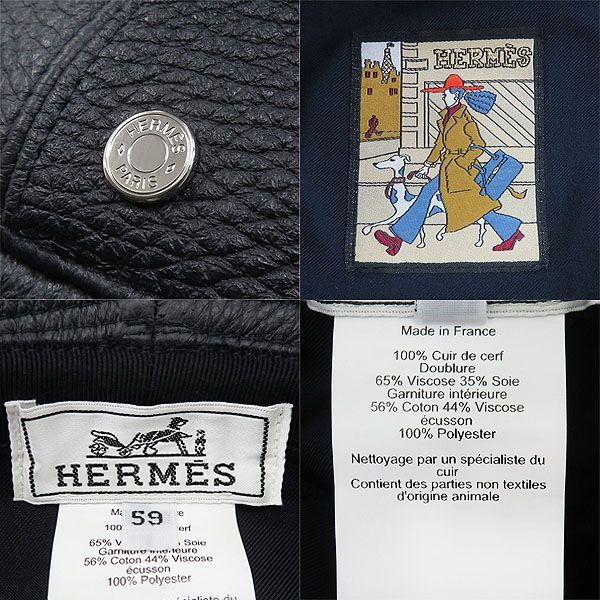 HERMÈS
PARIS
HERMÈS
HERMÈS
59
100
65% V Soie
Garniture intérieure
56% Coton 44% Viscose
écusson
100% Polyester
Made in France
100% Cuir de cerf
Doublure
65% Viscose 35% Soie
Garniture intérieure
56% Coton 44% Viscose
écusson
100% Polyester
Nettoyage par un spécialiste du
cuir
Contient des parties non textiles
d'origine animale